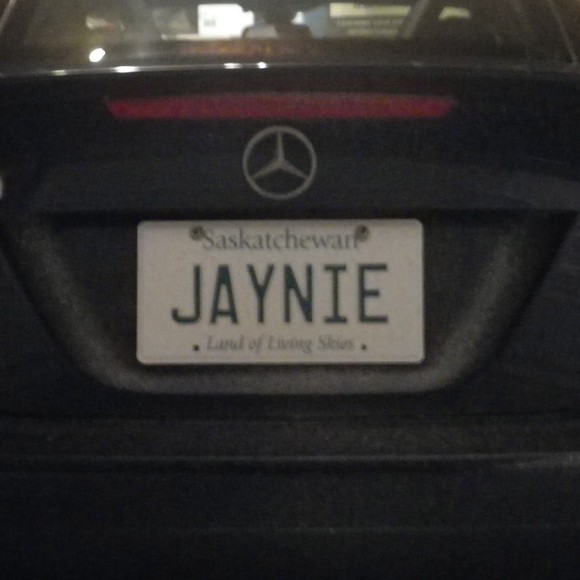 Saskatchewan
JAYNIE
Land of Living Skies